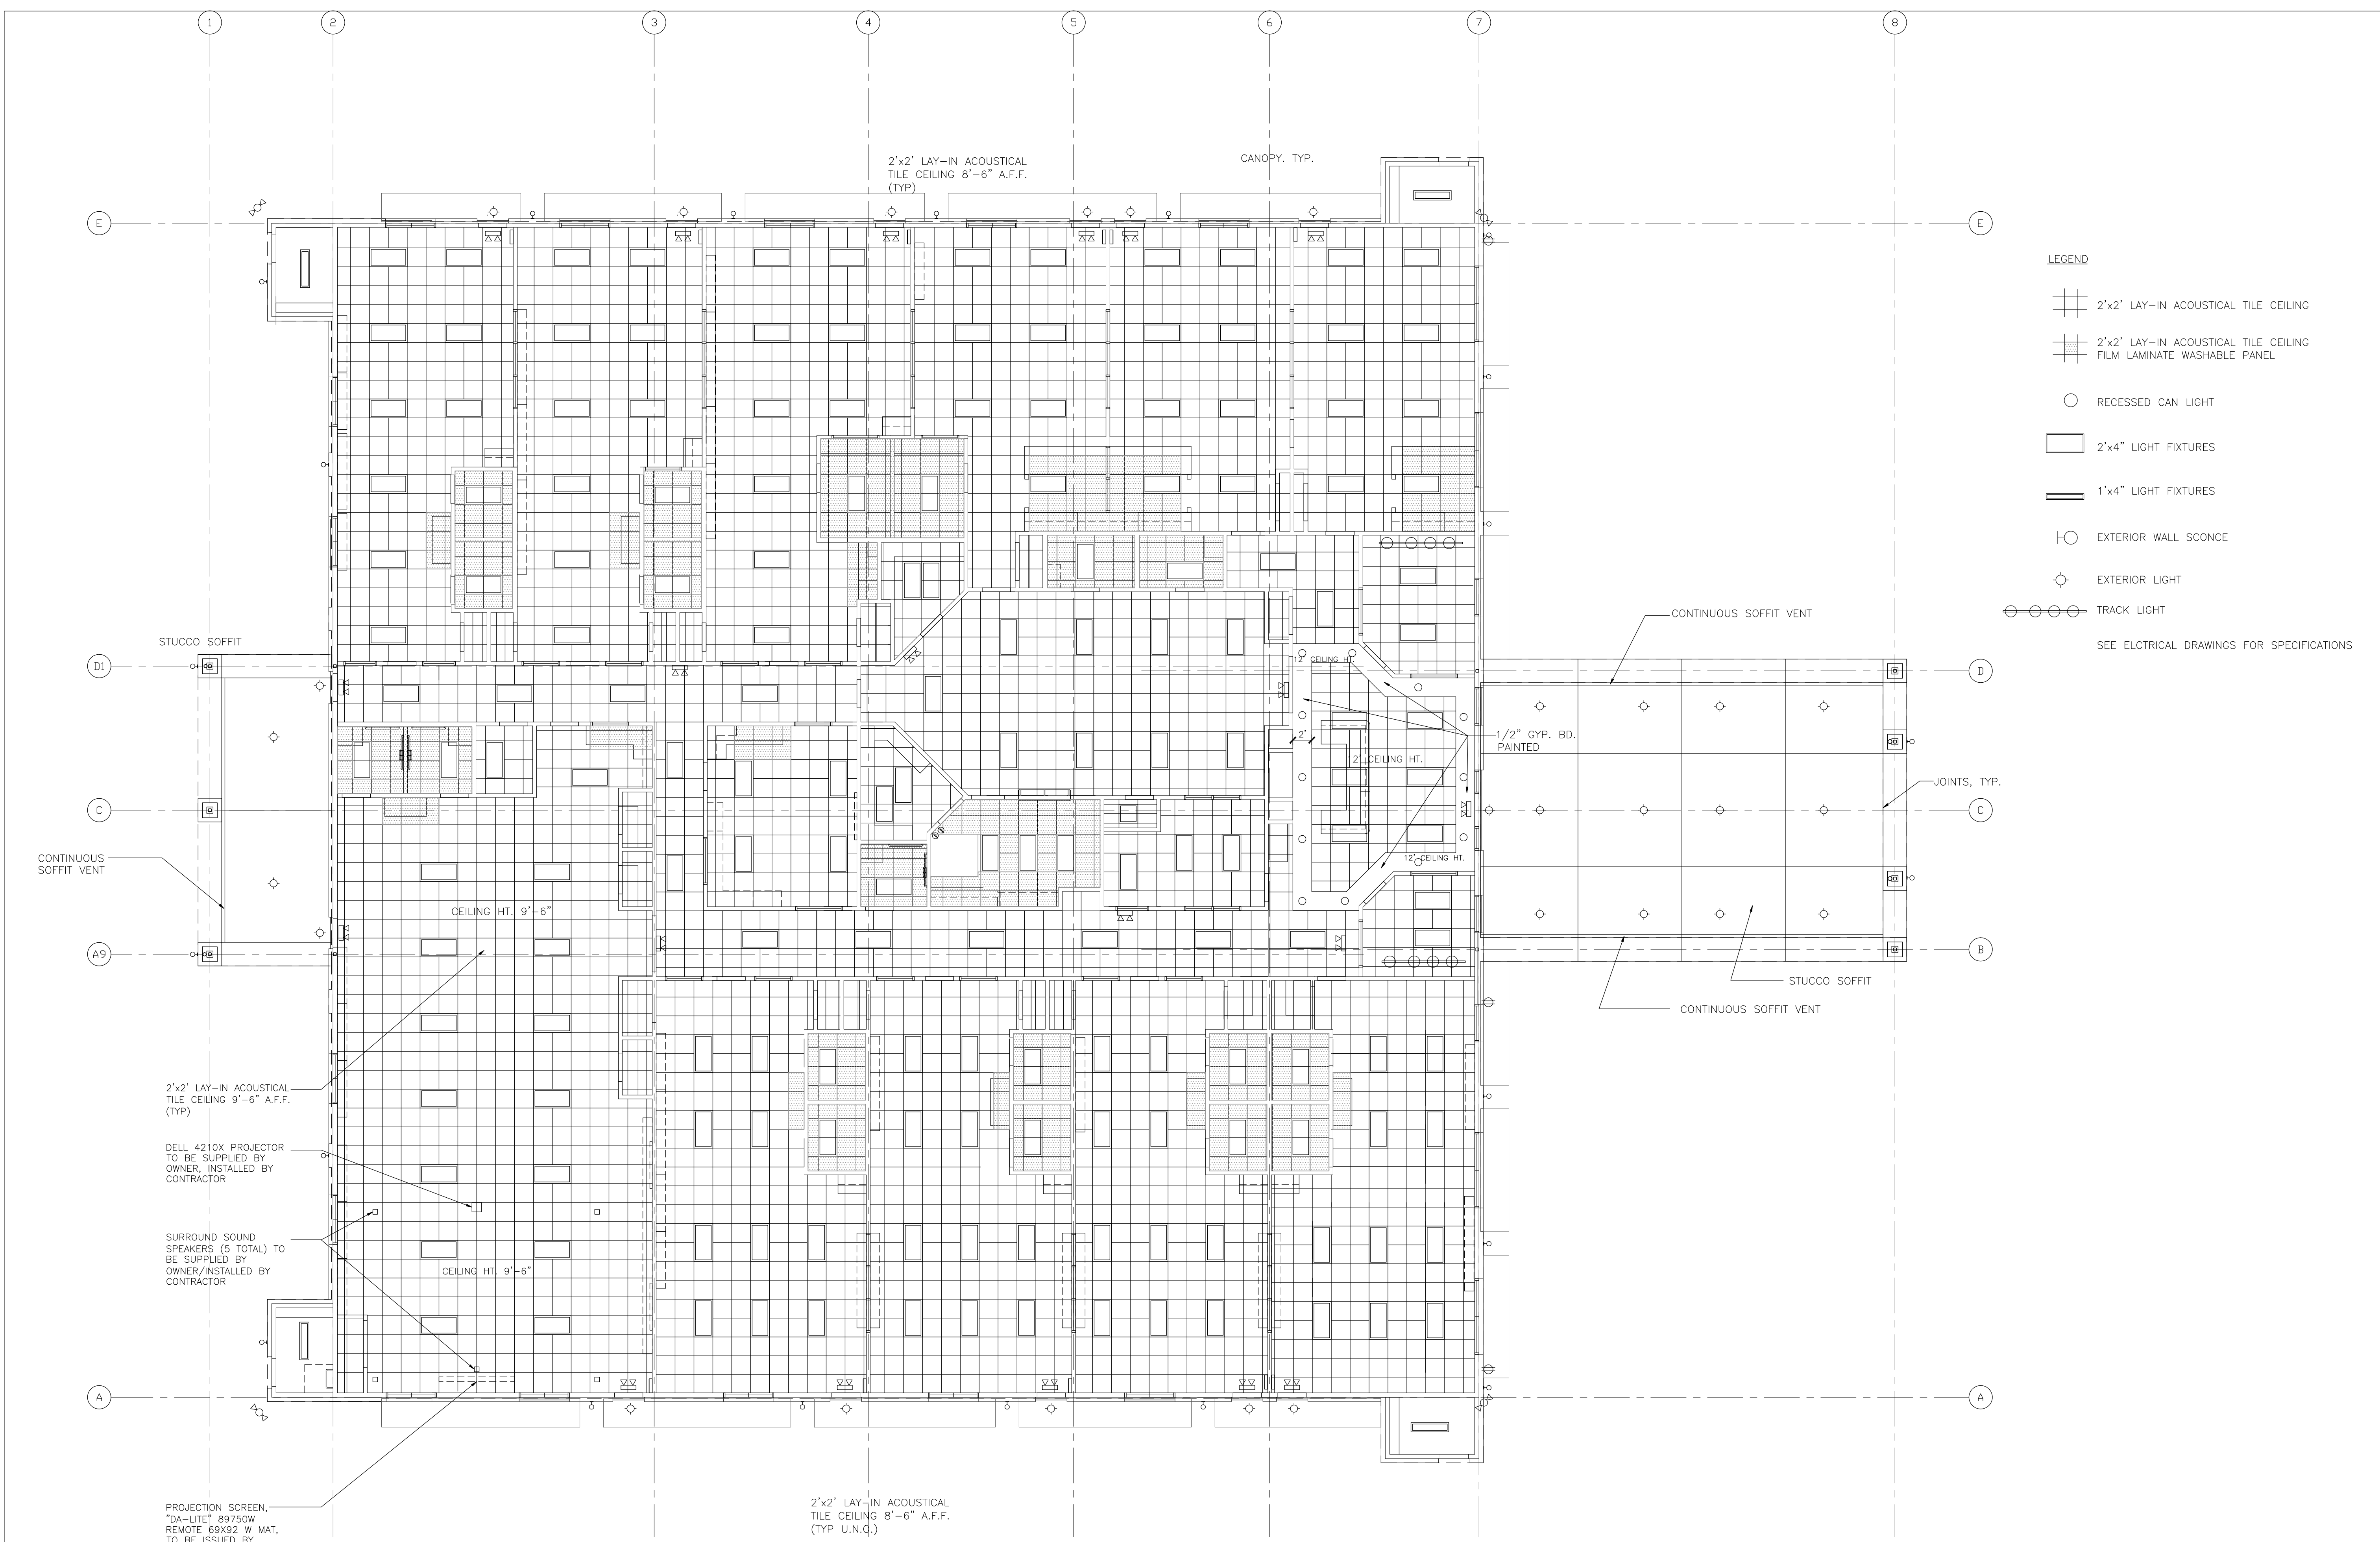 1
2
3
4
5
6
7
8
2'x2' LAY-IN ACOUSTICAL
TILE CEILING 8'-6" A.F.F.
(TYP)
CANOPY. TYP.
E
E
LEGEND
2'x2' LAY-IN ACOUSTICAL TILE CEILING
2'x2' LAY-IN ACOUSTICAL TILE CEILING
FILM LAMINATE WASHABLE PANEL
RECESSED CAN LIGHT
2'x4" LIGHT FIXTURES
1'x4" LIGHT FIXTURES
EXTERIOR WALL SCONCE
EXTERIOR LIGHT
TRACK LIGHT
SEE ELCTRICAL DRAWINGS FOR SPECIFICATIONS
CONTINUOUS SOFFIT VENT
STUCCO SOFFIT
D1
D
12' CEILING HT.
2'
1/2" GYP. BD.
PAINTED
12' CEILING HT.
JOINTS, TYP.
C
C
CONTINUOUS
SOFFIT VENT
12' CEILING HT.
CEILING HT. 9'-6"
A9
B
STUCCO SOFFIT
CONTINUOUS SOFFIT VENT
2'x2' LAY-IN ACOUSTICAL
TILE CEILING 9'-6" A.F.F.
(TYP)
DELL 4210X PROJECTOR
TO BE SUPPLIED BY
OWNER, INSTALLED BY
CONTRACTOR
SURROUND SOUND
SPEAKERS (5 TOTAL) TO
BE SUPPLIED BY
OWNER/INSTALLED BY
CONTRACTOR
CEILING HT. 9'-6"
A
A
PROJECTION SCREEN,
"DA-LITE" 89750W
REMOTE 69X92 W MAT,
TO BE ISSUED BY
2'x2' LAY-IN ACOUSTICAL
TILE CEILING 8'-6" A.F.F.
(TYP U.N.O.)